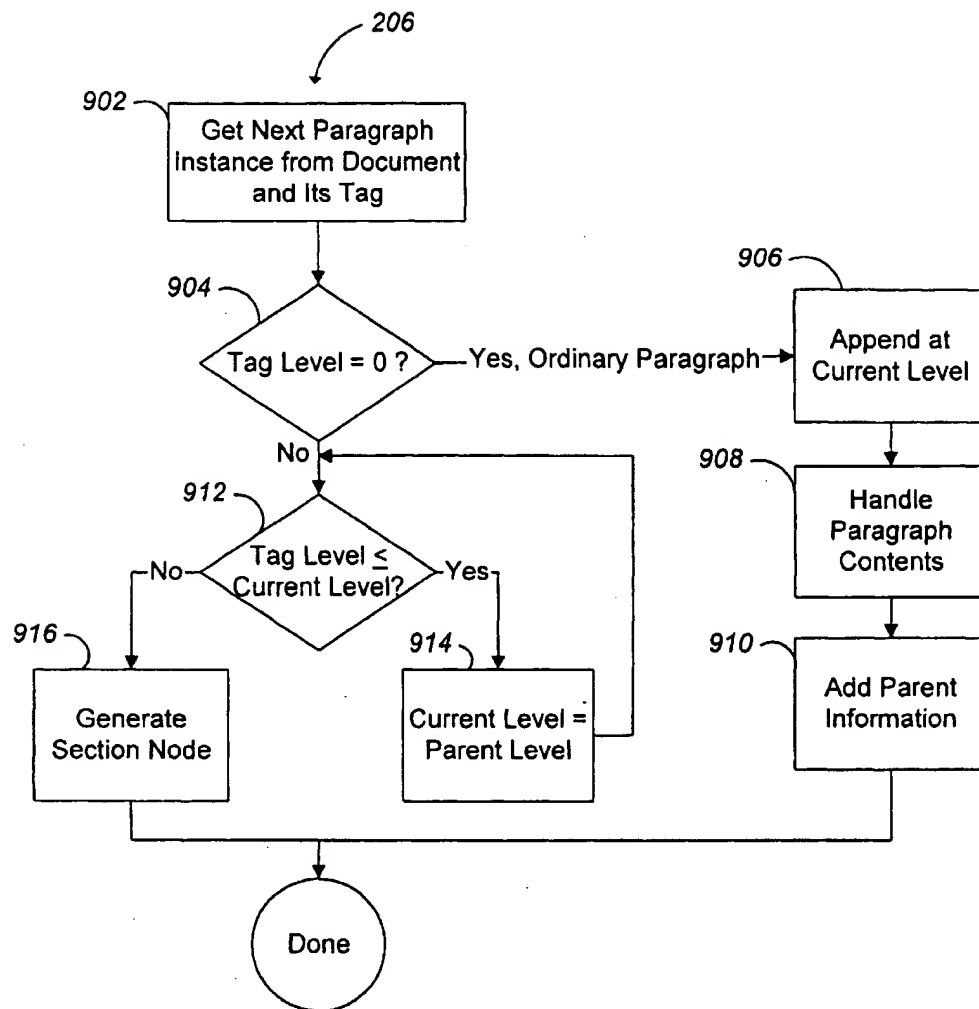 206
902
Get Next Paragraph
Instance from Document
and Its Tag
904
Tag Level = 0 ?
Yes, Ordinary Paragraph
906
Append at
Current Level
No
908
Handle
Paragraph
Contents
912
Tag Level ≤
Current Level?
No
Yes
916
Generate
Section Node
914
Current Level =
Parent Level
910
Add Parent
Information
Done